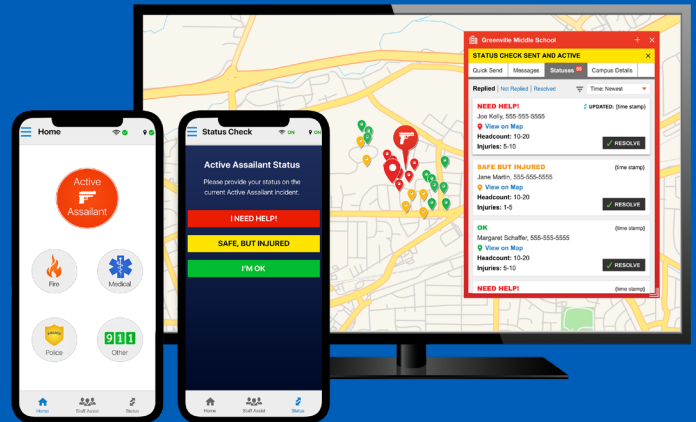 Home
Active
Assailant
Fire
Medical
Police
911
Other
Home
Staff Assist
Status
Status Check
ON
ON
Active Assailant Status
Please provide your status on the
current Active Assailant incident.
I NEED HELP!
SAFE, BUT INJURED
I'M OK
Home
Staff Assist
Status
Greenville Middle School
STATUS CHECK SENT AND ACTIVE
Quick Send Messages Statuses Campus Details
Replied | Not Replied | Resolved Time: Newest
NEED HELP! UPDATED: {time stamp}
Joe Kelly, 555-555-5555
View on Map
Headcount: 10-20
Injuries: 5-10
RESOLVE
SAFE BUT INJURED {time stamp}
Jane Martin, 555-555-5555
View on Map
Headcount: 10-20
Injuries: 1-5
RESOLVE
OK {time stamp}
Margaret Schaffer, 555-555-5555
View on Map
Headcount: 10-20
Injuries: 5-10
RESOLVE
NEED HELP! {time stamp}